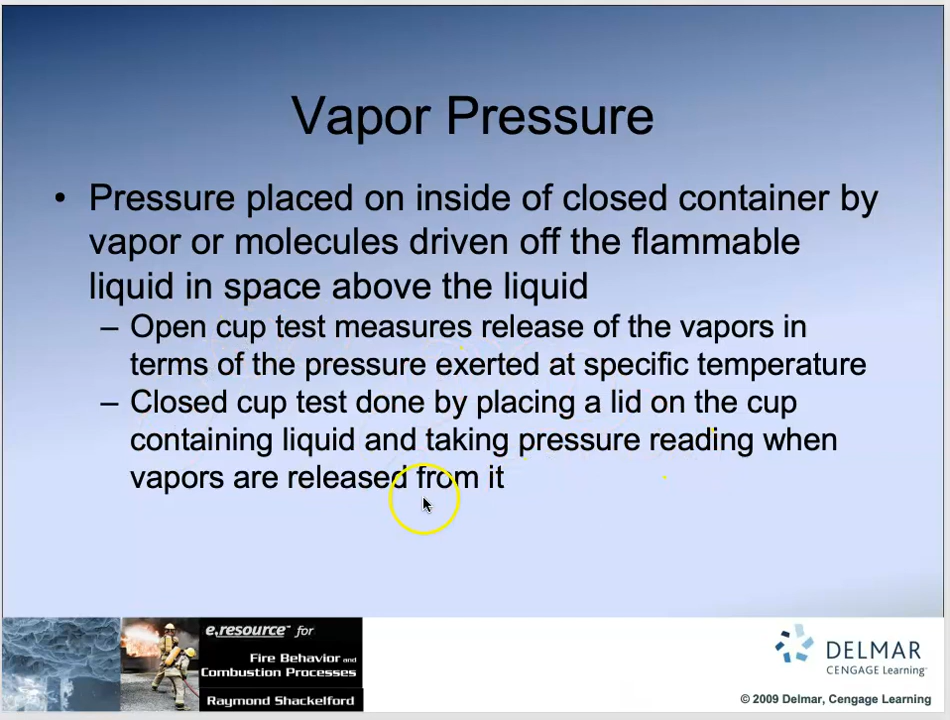 Vapor Pressure
• Pressure placed on inside of closed container by
vapor or molecules driven off the flammable
liquid in space above the liquid
– Open cup test measures release of the vapors in
terms of the pressure exerted at specific temperature
– Closed cup test done by placing a lid on the cup
containing liquid and taking pressure reading when
vapors are released from it
e.resource™ for
Fire Behavior and
Combustion Processes
Raymond Shackelford
DELMAR
CENGAGE Learning™
© 2009 Delmar, Cengage Learning